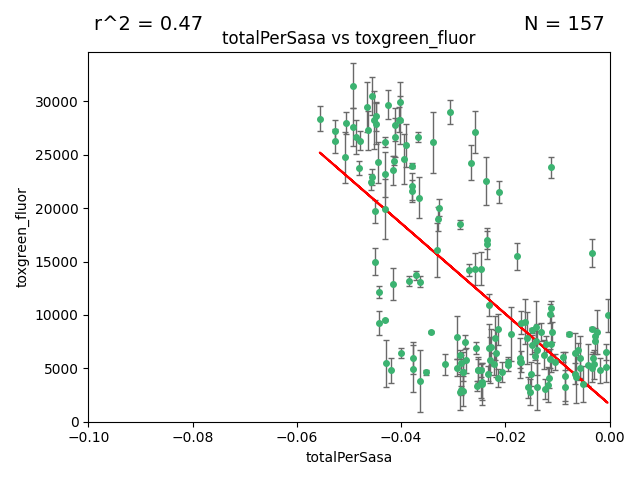 r^2 = 0.47
N = 157
totalPerSasa vs toxgreen_fluor
toxgreen_fluor
30000
25000
20000
15000
10000
5000
0
−0.10
−0.08
−0.06
−0.04
−0.02
0.00
totalPerSasa